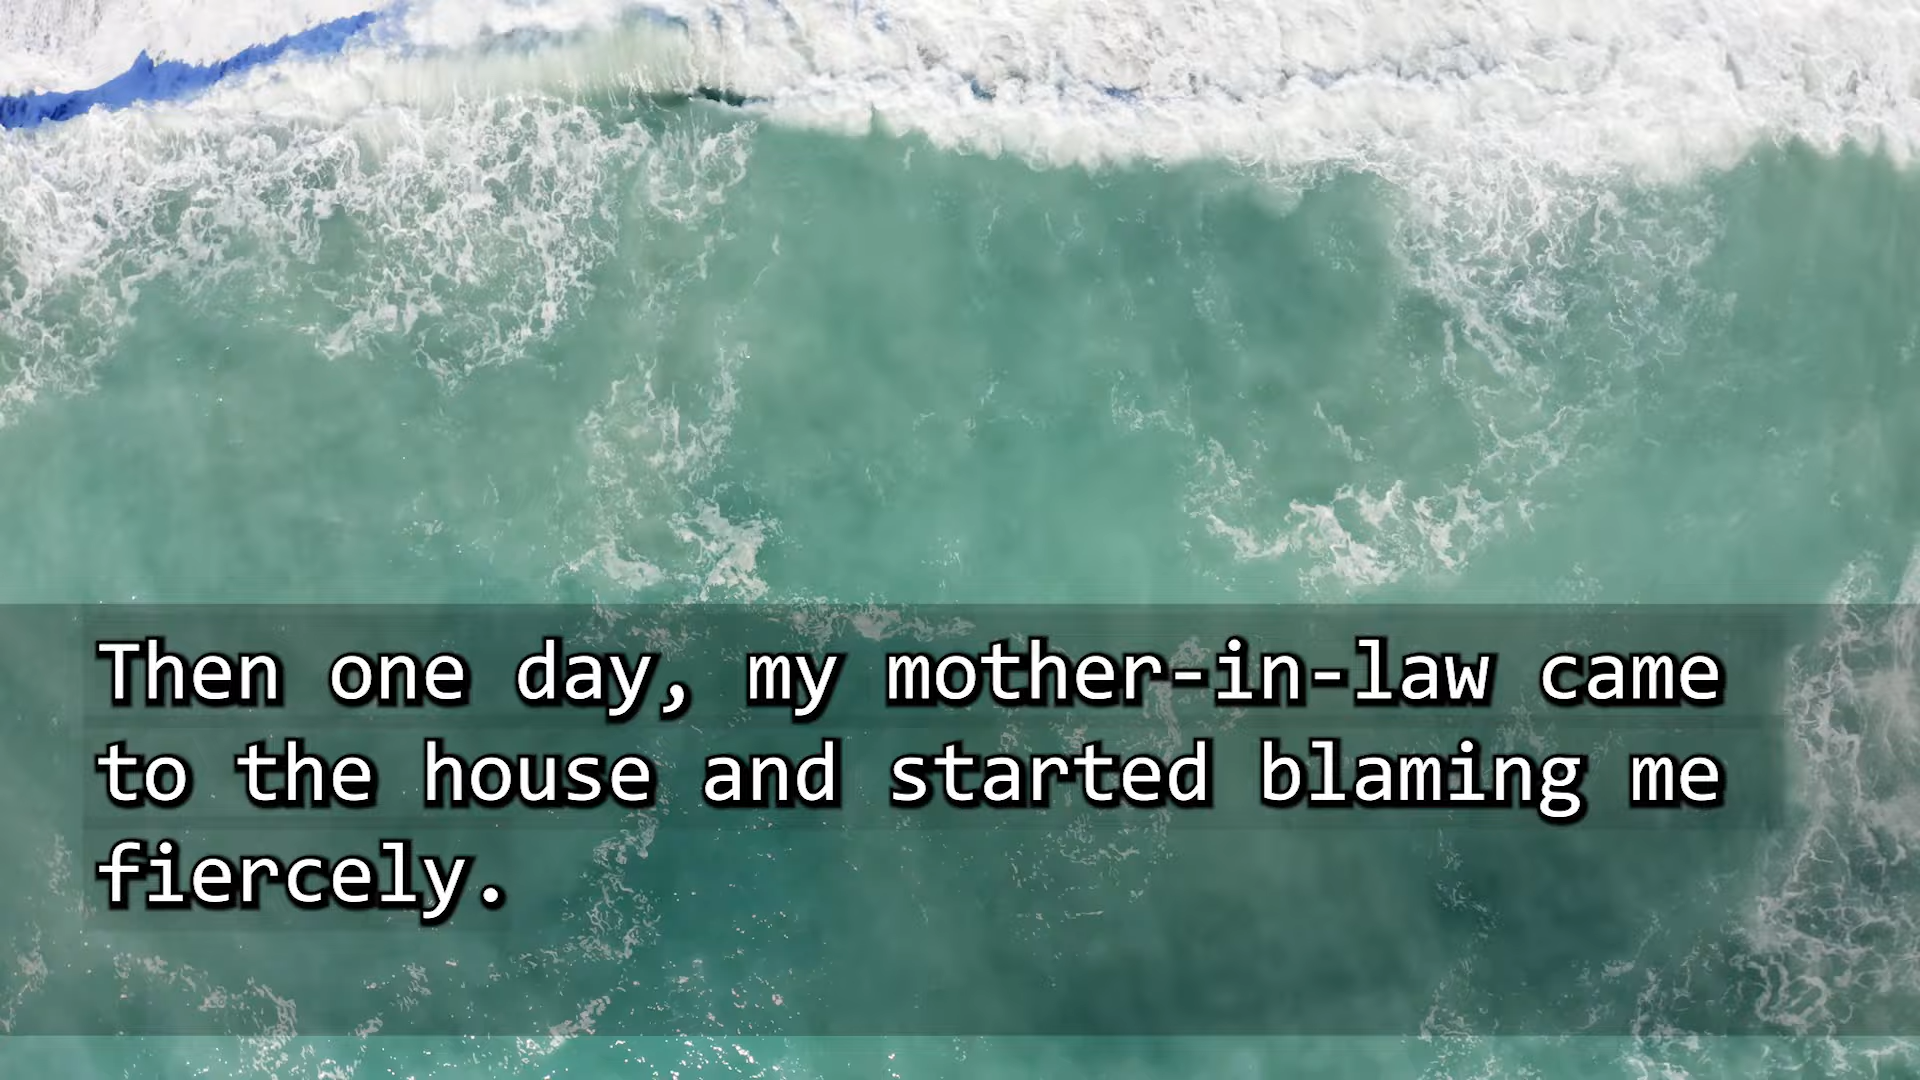 Then one day, my mother-in-law came
to the house and started blaming me
fiercely.